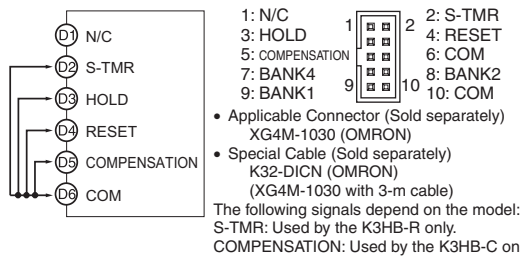 D1 N/C
D2 S-TMR
D3 HOLD
D4 RESET
D5 COMPENSATION
D6 COM
1: N/C
3: HOLD
5: COMPENSATION
7: BANK4
9: BANK1
1 2
9 10
2: S-TMR
4: RESET
6: COM
8: BANK2
10: COM
• Applicable Connector (Sold separately)
XG4M-1030 (OMRON)
• Special Cable (Sold separately)
K32-DICN (OMRON)
(XG4M-1030 with 3-m cable)
The following signals depend on the model:
S-TMR: Used by the K3HB-R only.
COMPENSATION: Used by the K3HB-C on